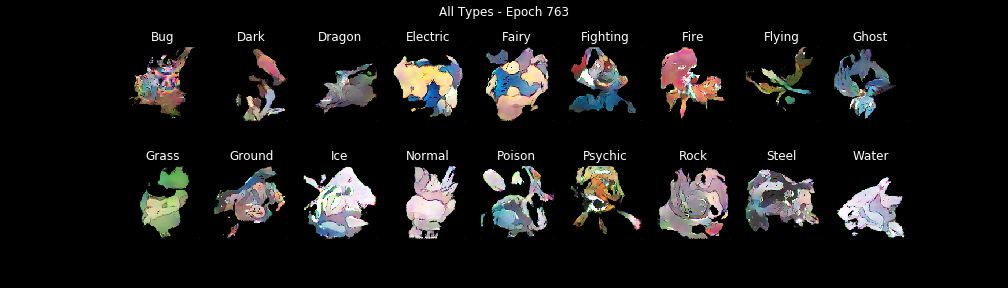 All Types - Epoch 763
Bug Dark Dragon Electric Fairy Fighting Fire Flying Ghost
Grass Ground Ice Normal Poison Psychic Rock Steel Water